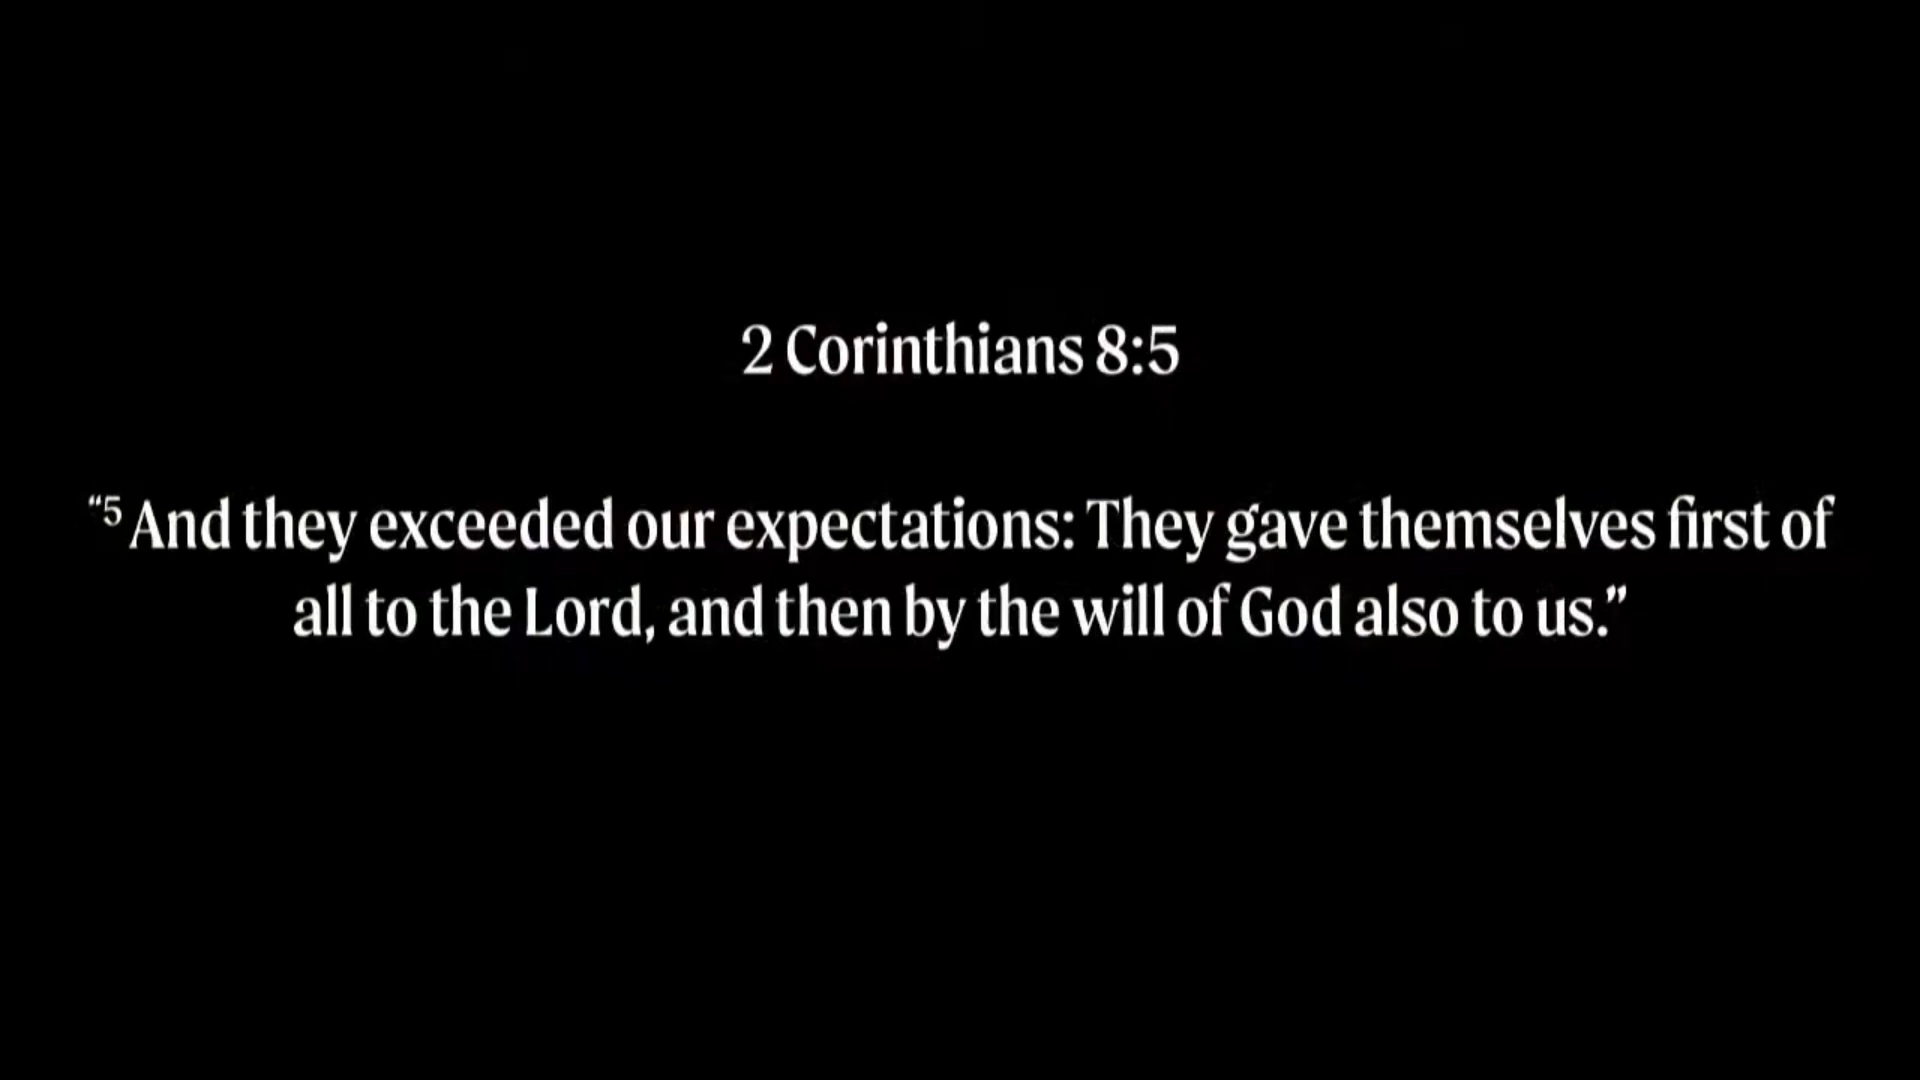 2 Corinthians 8:5
“⁵ And they exceeded our expectations: They gave themselves first of
all to the Lord, and then by the will of God also to us.”